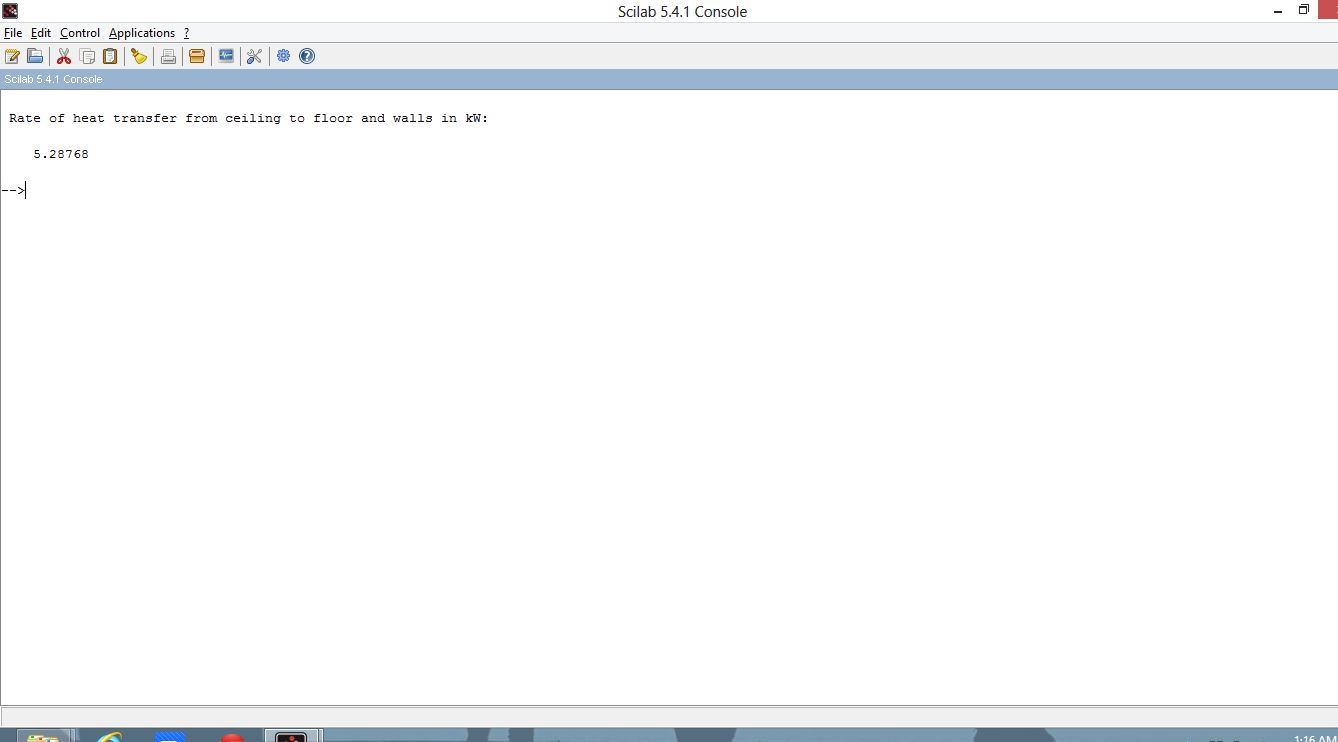 Scilab 5.4.1 Console
File Edit Control Applications ?
Scilab 5.4.1 Console
Rate of heat transfer from ceiling to floor and walls in kW:
5.28768
-->
1:16 AM